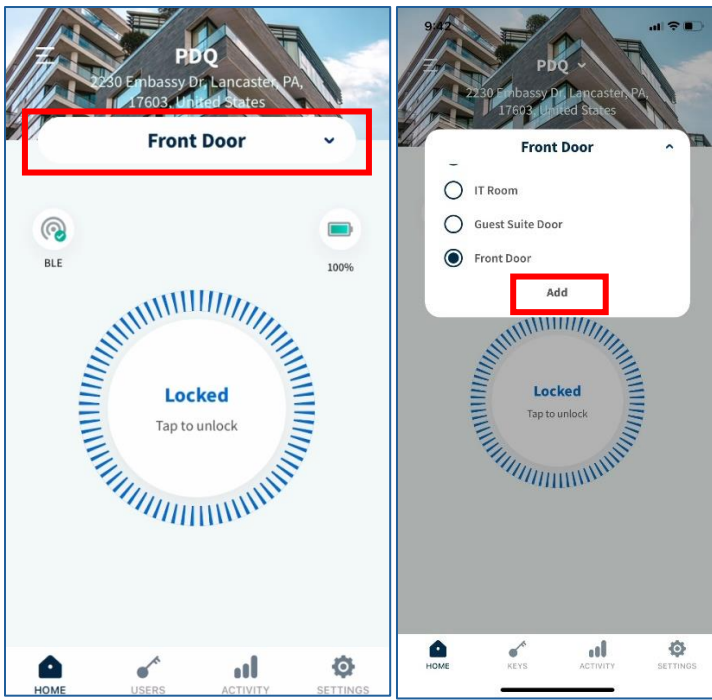 PDQ
2230 Embassy Dr, Lancaster, PA,
17603, United States
Front Door
BLE
100%
Locked
Tap to unlock
HOME
USERS
ACTIVITY
SETTINGS
9:42
PDQ
2230 Embassy Dr, Lancaster, PA,
17603, United States
Front Door
IT Room
Guest Suite Door
Front Door
Add
Locked
Tap to unlock
HOME
KEYS
ACTIVITY
SETTINGS